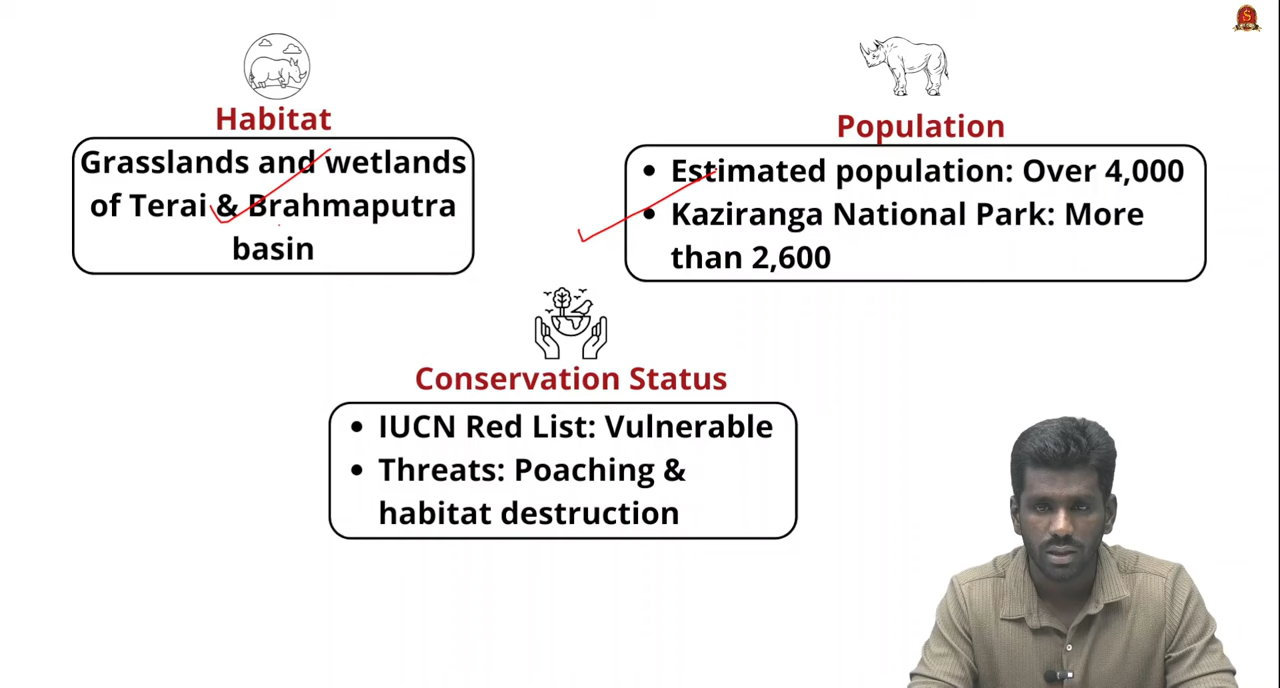 Habitat
Grasslands and wetlands
of Terai & Brahmaputra
basin
Population
• Estimated population: Over 4,000
• Kaziranga National Park: More
than 2,600
Conservation Status
• IUCN Red List: Vulnerable
• Threats: Poaching &
habitat destruction